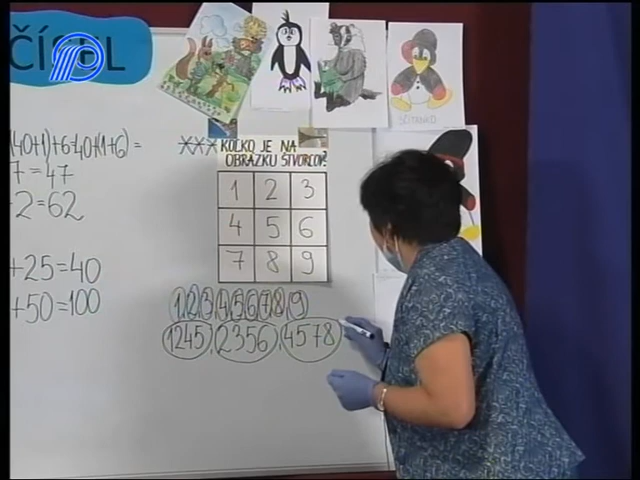 ČÍSEL
(40+1)+6=40+(1+6)=
7=47
-2=62
+25=40
+50=100
*** KOĽKO JE NA
OBRÁZKU ŠTVORCOV?
1 2 3
4 5 6
7 8 9
1,2,3,4,5,6,7,8,9
1245, 2356, 4578